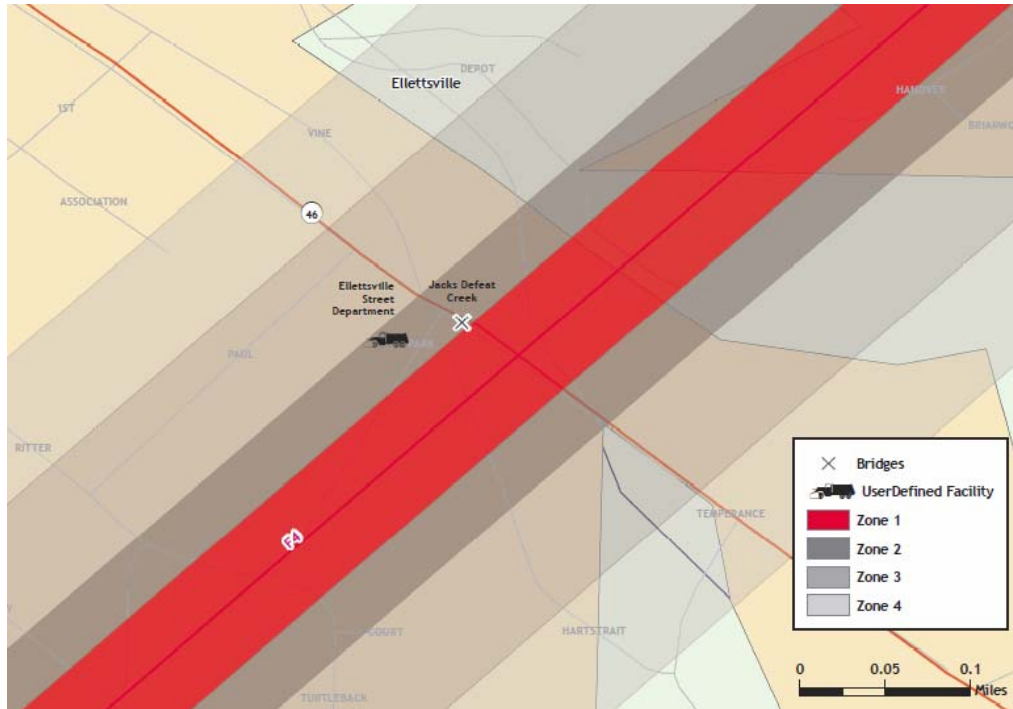 Ellettsville
DEPOT
HANOVER
1ST
VINE
ASSOCIATION
46
Ellettsville
Street
Department
Jacks Defeat
Creek
PAUL
RITTER
F4
TEMPERANCE
COURT
HARTSTRAIT
TURTLEBACK
Bridges
UserDefined Facility
Zone 1
Zone 2
Zone 3
Zone 4
0 0.05 0.1
Miles